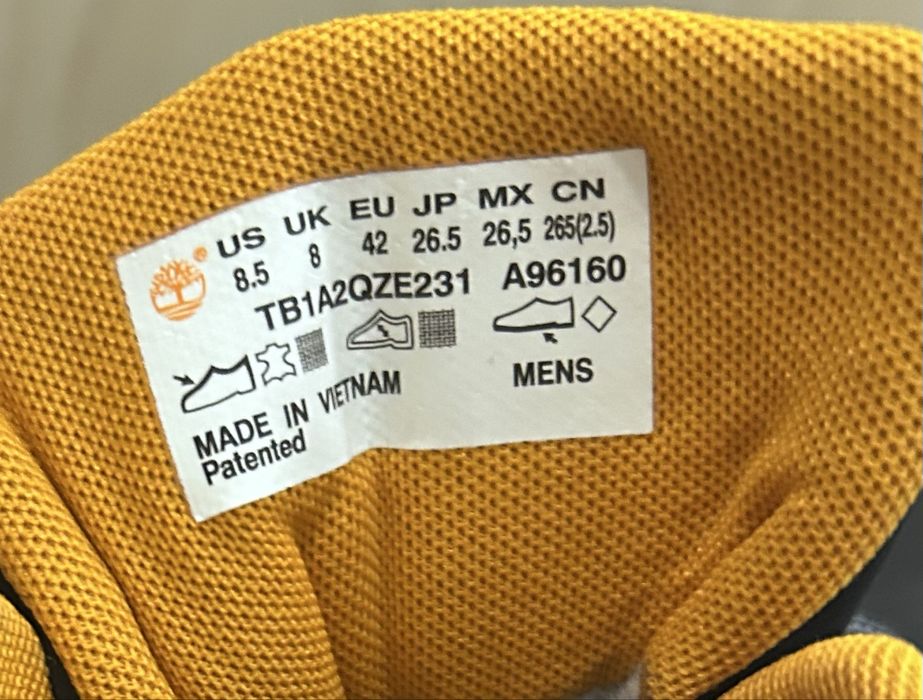 US UK EU JP MX CN
8.5 8 42 26.5 26,5 265(2.5)
TB1A2QZE231 A96160
MENS
MADE IN VIETNAM
Patented